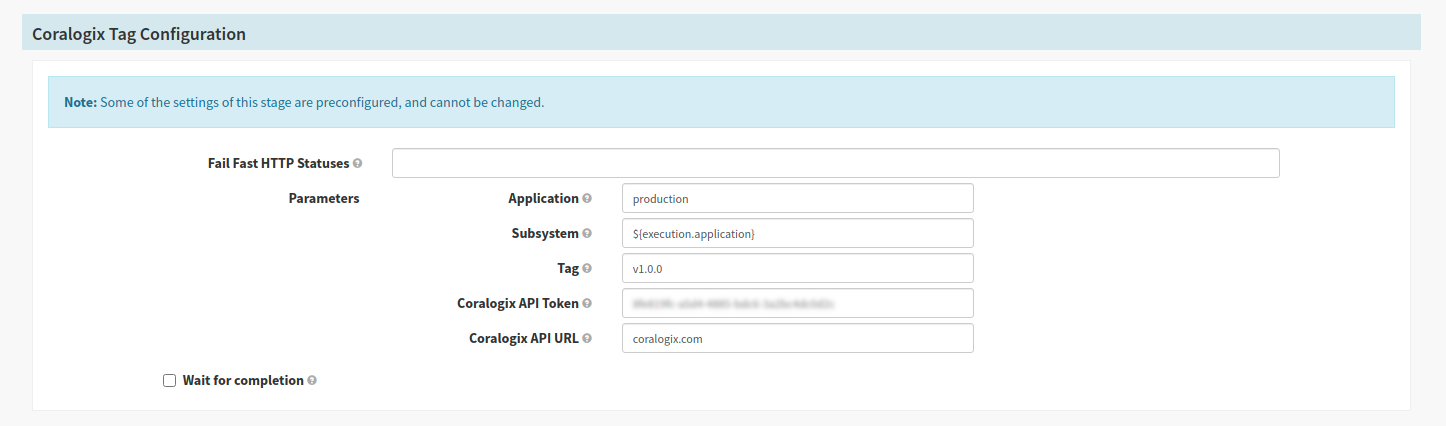 Coralogix Tag Configuration
Note: Some of the settings of this stage are preconfigured, and cannot be changed.
Fail Fast HTTP Statuses
Parameters
Application production
Subsystem ${execution.application}
Tag v1.0.0
Coralogix API Token
Coralogix API URL coralogix.com
Wait for completion